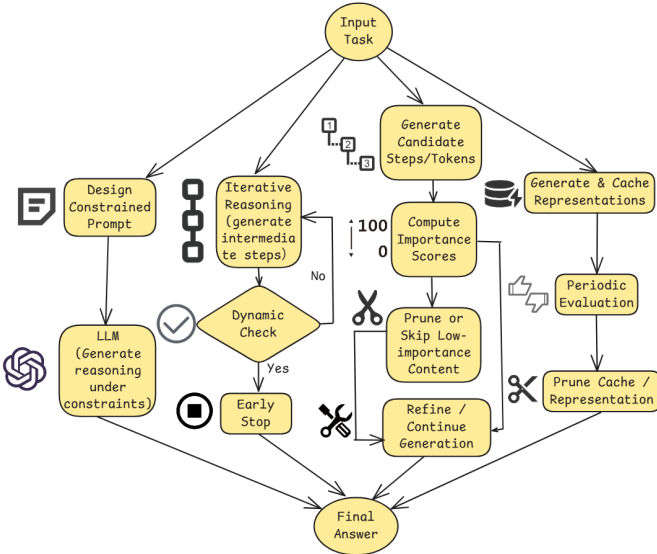 Input
Task
Design
Constrained
Prompt
LLM
(Generate
reasoning
under
constraints)
Iterative
Reasoning
(generate
intermedia
te steps)
No
Dynamic
Check
Yes
Early
Stop
1
2
3
Generate
Candidate
Steps/Tokens
100
0
Compute
Importance
Scores
Prune or
Skip Low-
importance
Content
Refine /
Continue
Generation
Generate & Cache
Representations
Periodic
Evaluation
Prune Cache /
Representation
Final
Answer